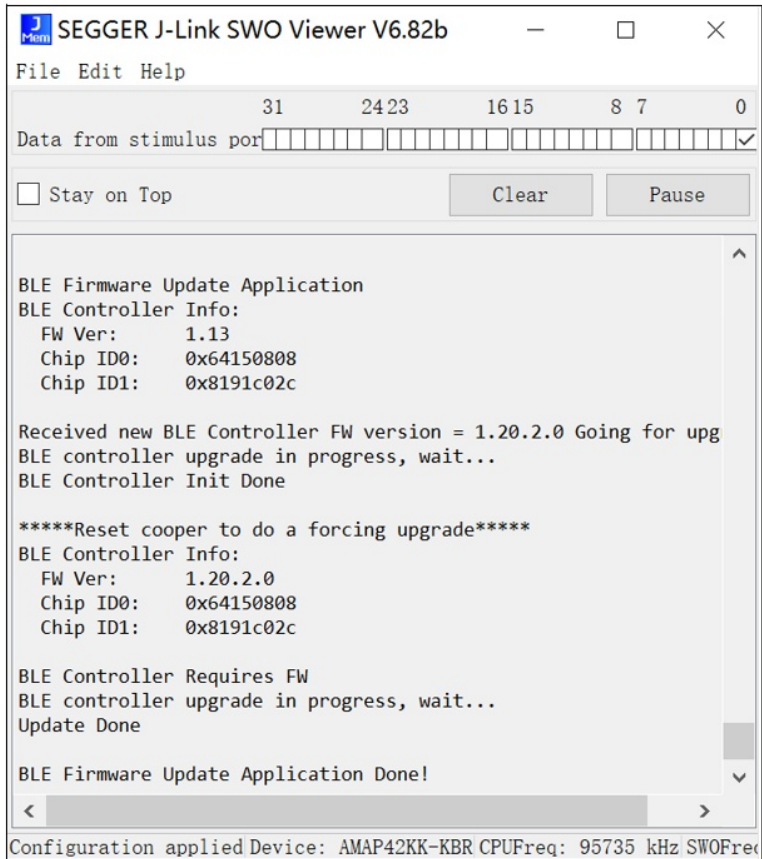 J
Mem SEGGER J-Link SWO Viewer V6.82b
File Edit Help
31 24 23 16 15 8 7 0
Data from stimulus por
Stay on Top Clear Pause
BLE Firmware Update Application
BLE Controller Info:
FW Ver: 1.13
Chip ID0: 0x64150808
Chip ID1: 0x8191c02c
Received new BLE Controller FW version = 1.20.2.0 Going for upg
BLE controller upgrade in progress, wait...
BLE Controller Init Done
*****Reset cooper to do a forcing upgrade*****
BLE Controller Info:
FW Ver: 1.20.2.0
Chip ID0: 0x64150808
Chip ID1: 0x8191c02c
BLE Controller Requires FW
BLE controller upgrade in progress, wait...
Update Done
BLE Firmware Update Application Done!
Configuration applied Device: AMAP42KK-KBR CPUFreq: 95735 kHz SWOFre